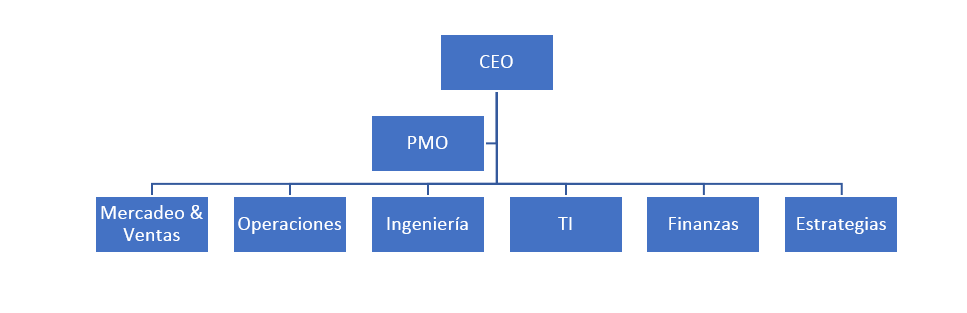 CEO
PMO
Mercadeo &
Ventas
Operaciones
Ingeniería
TI
Finanzas
Estrategias